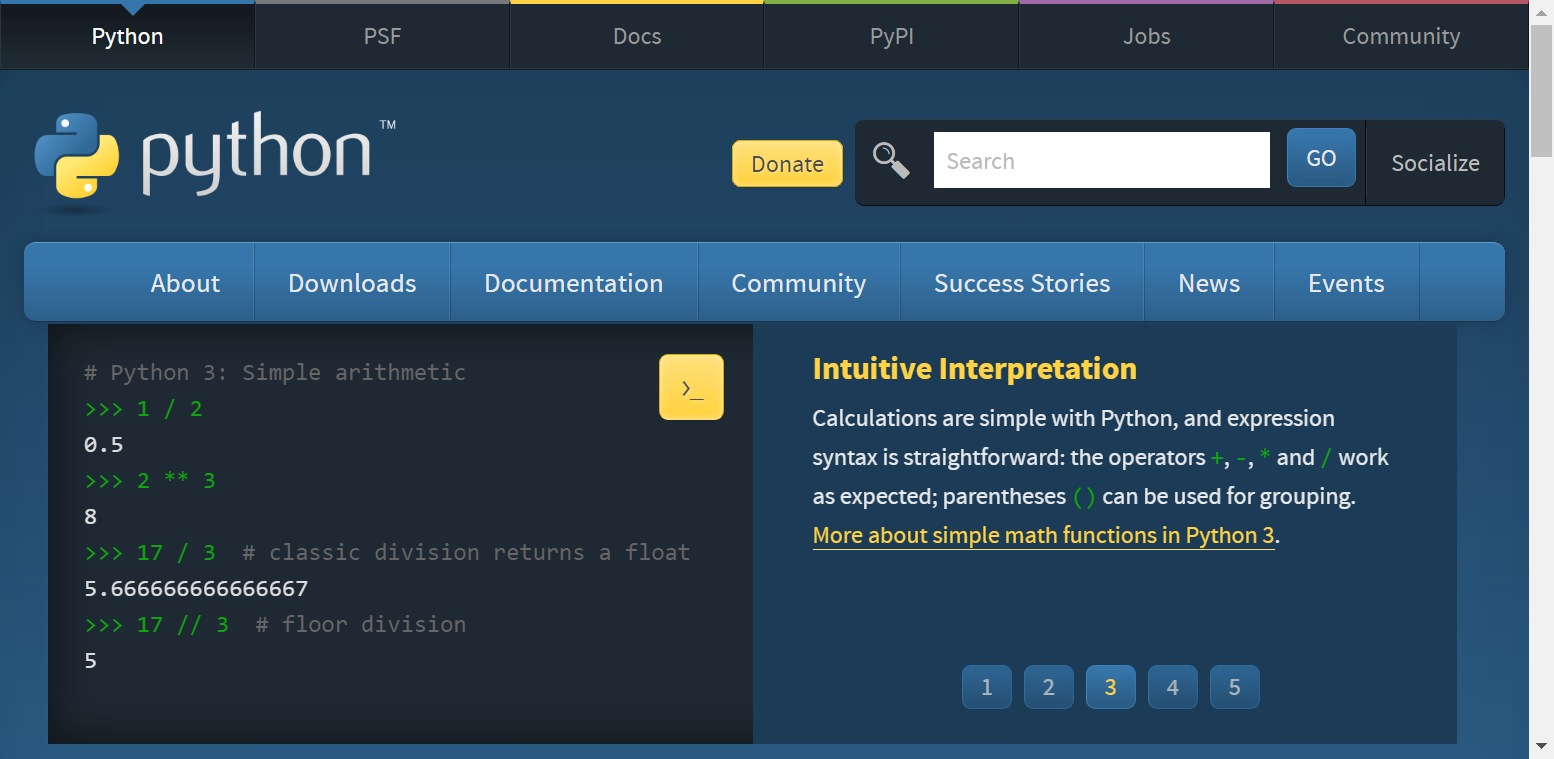 Python PSF Docs PyPI Jobs Community
python™
Donate Search GO Socialize
About Downloads Documentation Community Success Stories News Events
# Python 3: Simple arithmetic
>>> 1 / 2
0.5
>>> 2 ** 3
8
>>> 17 / 3  # classic division returns a float
5.666666666666667
>>> 17 // 3  # floor division
5
>_
Intuitive Interpretation
Calculations are simple with Python, and expression
syntax is straightforward: the operators +, -, * and / work
as expected; parentheses () can be used for grouping.
More about simple math functions in Python 3.
1 2 3 4 5